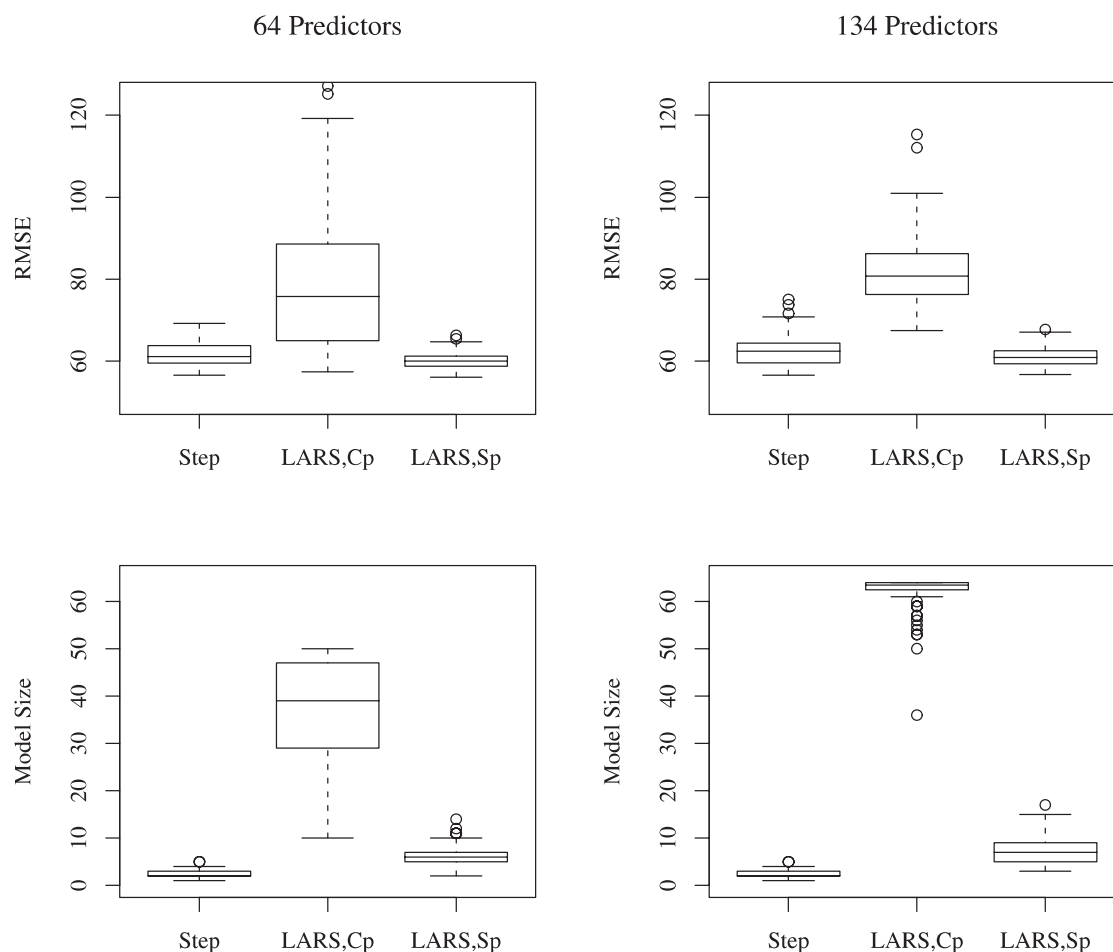 64 Predictors
134 Predictors
RMSE
120
100
80
60
Step
LARS,Cp
LARS,Sp
RMSE
120
100
80
60
Step
LARS,Cp
LARS,Sp
Model Size
60
50
40
30
20
10
0
Step
LARS,Cp
LARS,Sp
Model Size
60
50
40
30
20
10
0
Step
LARS,Cp
LARS,Sp